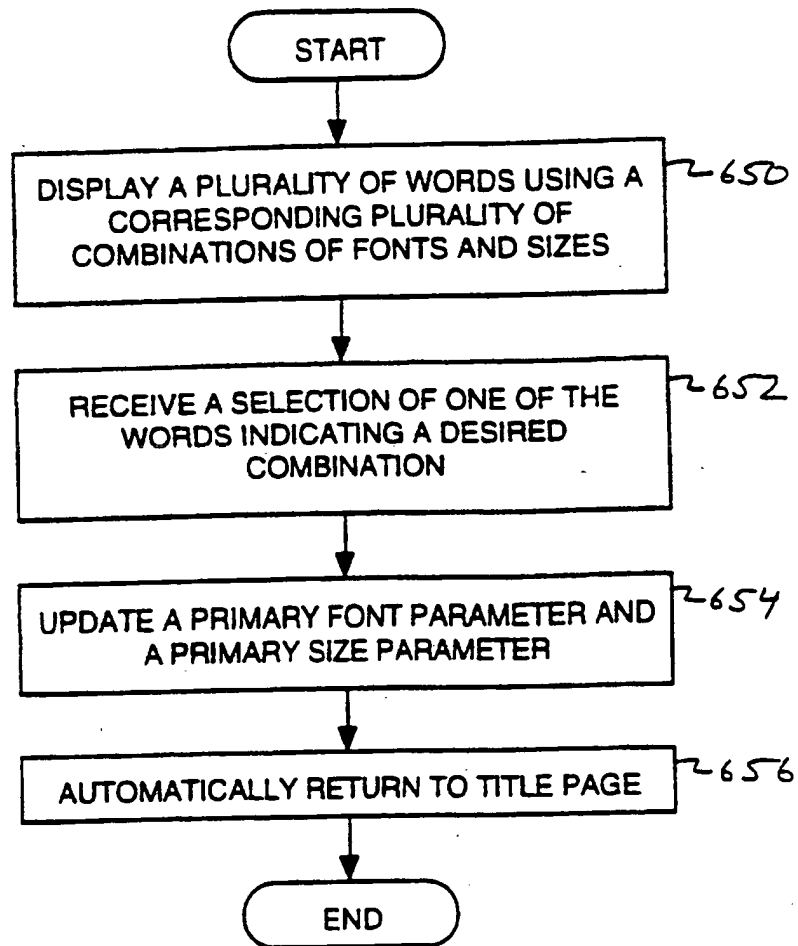 START
DISPLAY A PLURALITY OF WORDS USING A
CORRESPONDING PLURALITY OF
COMBINATIONS OF FONTS AND SIZES
650
RECEIVE A SELECTION OF ONE OF THE
WORDS INDICATING A DESIRED
COMBINATION
652
UPDATE A PRIMARY FONT PARAMETER AND
A PRIMARY SIZE PARAMETER
654
AUTOMATICALLY RETURN TO TITLE PAGE
656
END